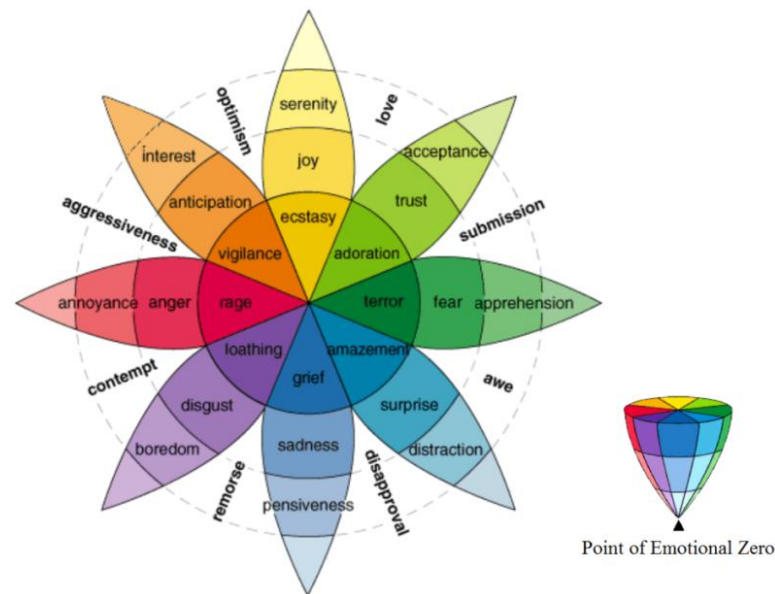 serenity
optimism
love
interest
joy
acceptance
anticipation
trust
aggressiveness
ecstasy
submission
vigilance
adoration
annoyance
anger
rage
terror
fear
apprehension
loathing
amazement
contempt
grief
awe
disgust
surprise
boredom
sadness
distraction
remorse
disapproval
pensiveness
Point of Emotional Zero